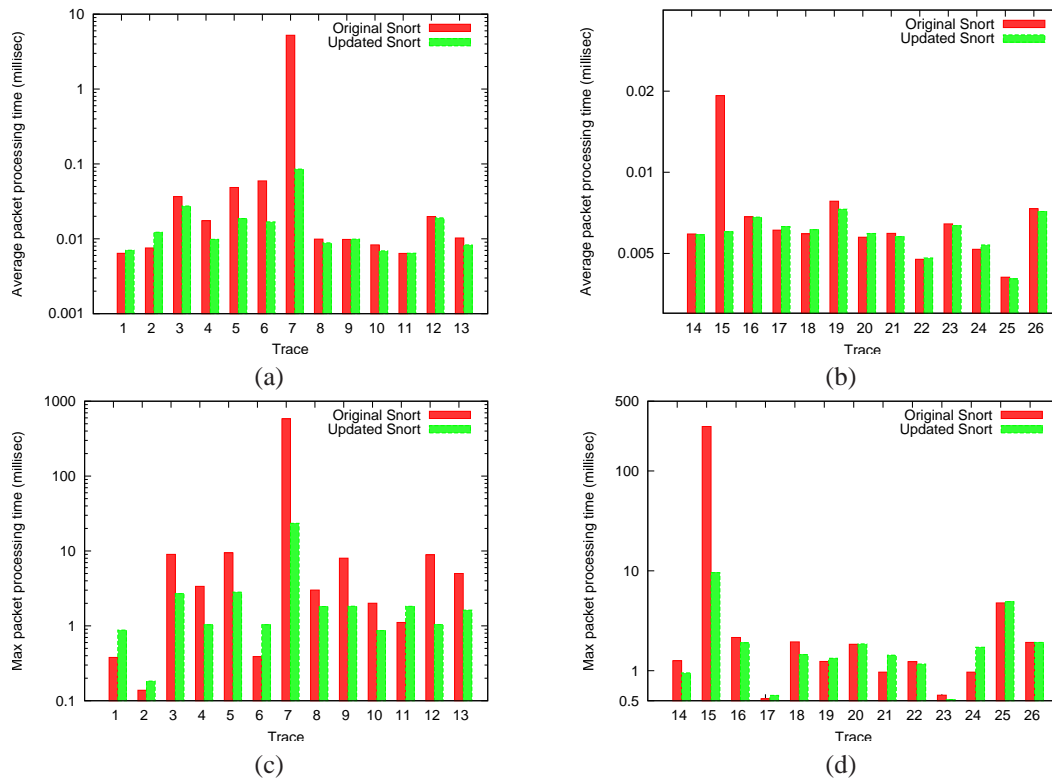 10
1
0.1
0.01
0.001
Average packet processing time (millisec)
Original Snort
Updated Snort
1 2 3 4 5 6 7 8 9 10 11 12 13
Trace
(a)
0.02
0.01
0.005
Average packet processing time (millisec)
Original Snort
Updated Snort
14 15 16 17 18 19 20 21 22 23 24 25 26
Trace
(b)
1000
100
10
1
0.1
Max packet processing time (millisec)
Original Snort
Updated Snort
1 2 3 4 5 6 7 8 9 10 11 12 13
Trace
(c)
500
100
10
1
0.5
Max packet processing time (millisec)
Original Snort
Updated Snort
14 15 16 17 18 19 20 21 22 23 24 25 26
Trace
(d)